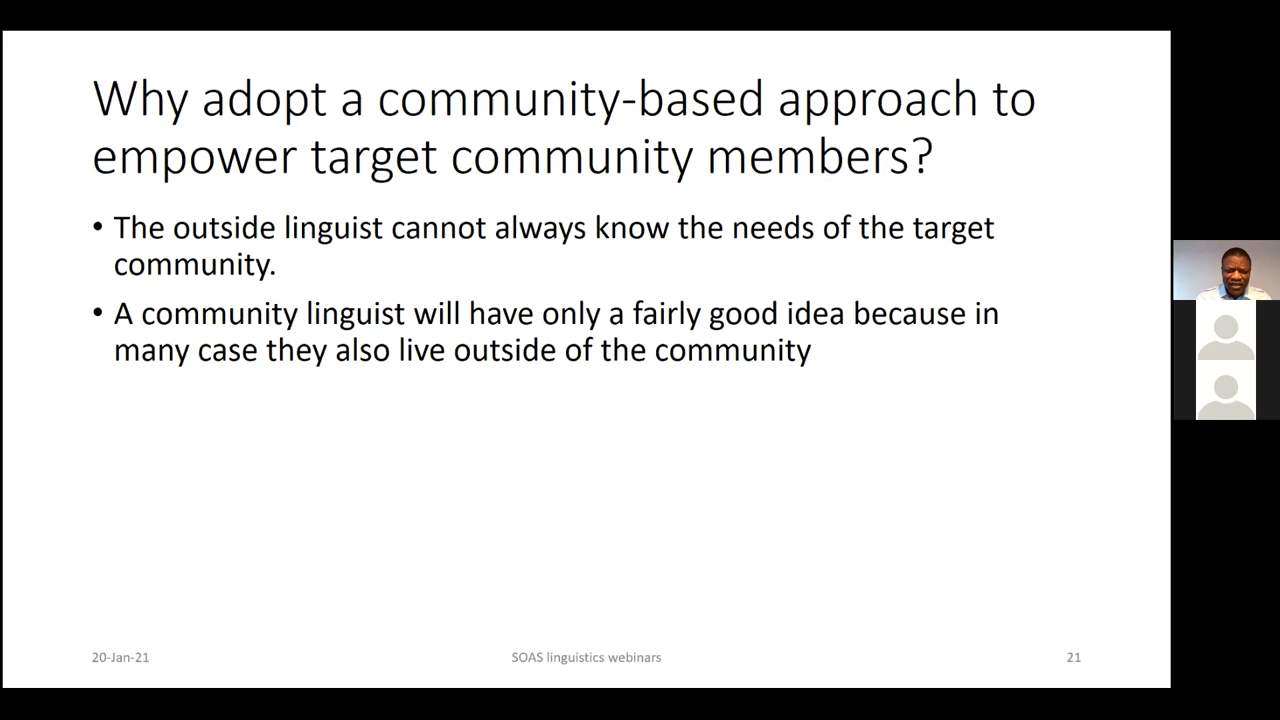 Why adopt a community-based approach to
empower target community members?
• The outside linguist cannot always know the needs of the target
community.
• A community linguist will have only a fairly good idea because in
many case they also live outside of the community
20-Jan-21
SOAS linguistics webinars
21